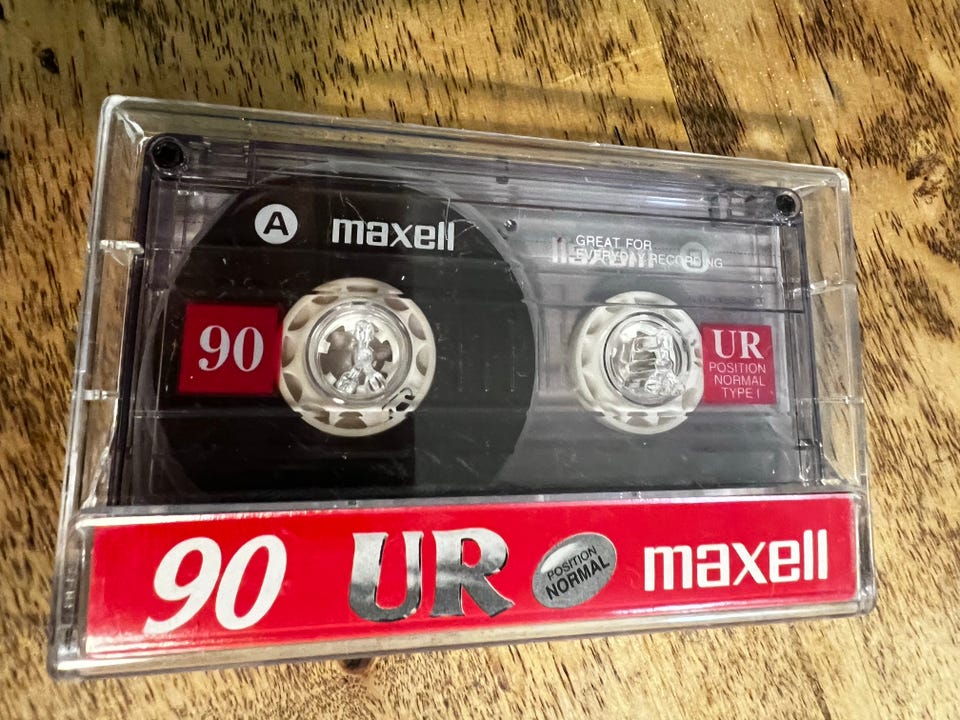 A maxell
GREAT FOR
EVERYDAY RECORDING
90
UR
POSITION
NORMAL
TYPE I
90 UR POSITION NORMAL maxell